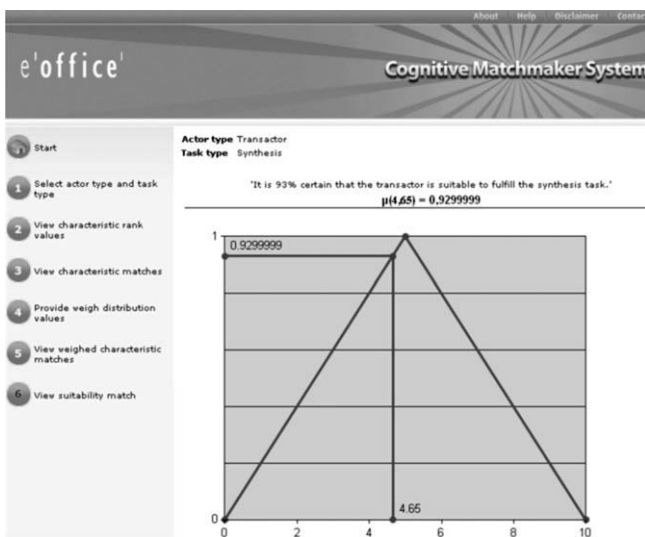 About Help Disclaimer Contac
e'office'
Cognitive Matchmaker System
Start
1 Select actor type and task
type
2 View characteristic rank
values
3 View characteristic matches
4 Provide weigh distribution
values
5 View weighed characteristic
matches
6 View suitability match
Actor type Transactor
Task type Synthesis
'It is 93% certain that the transactor is suitable to fulfill the synthesis task.'
μ(4,65) = 0,9299999
1
0.9299999
4.65
0
0 2 4 6 8 10